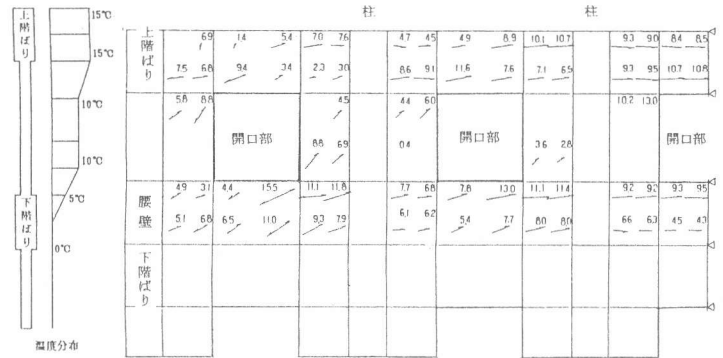 柱 柱
15℃
上階ばり
15℃
10℃
10℃
5℃
下階ばり
0℃
温度分布
上階ばり
6.9 1.4 5.4 7.0 7.6 4.7 4.5 4.9 8.9 10.1 10.7 9.3 9.0 8.4 8.5
7.5 6.8 9.4 3.4 2.3 3.0 8.6 9.1 11.6 7.6 7.1 6.5 9.3 9.5 10.7 10.8
5.8 8.8 4.5 4.4 6.0 10.2 13.0
開口部 開口部 開口部
8.8 6.9 0.4 3.6 2.8
腰壁
4.9 3.1 4.4 15.5 11.1 11.8 7.7 6.8 7.8 13.0 11.1 11.4 9.2 9.2 9.3 9.5
5.1 6.8 6.5 11.0 9.3 7.9 6.1 6.2 5.4 7.7 8.0 8.0 6.6 6.3 4.5 4.3
下階ばり